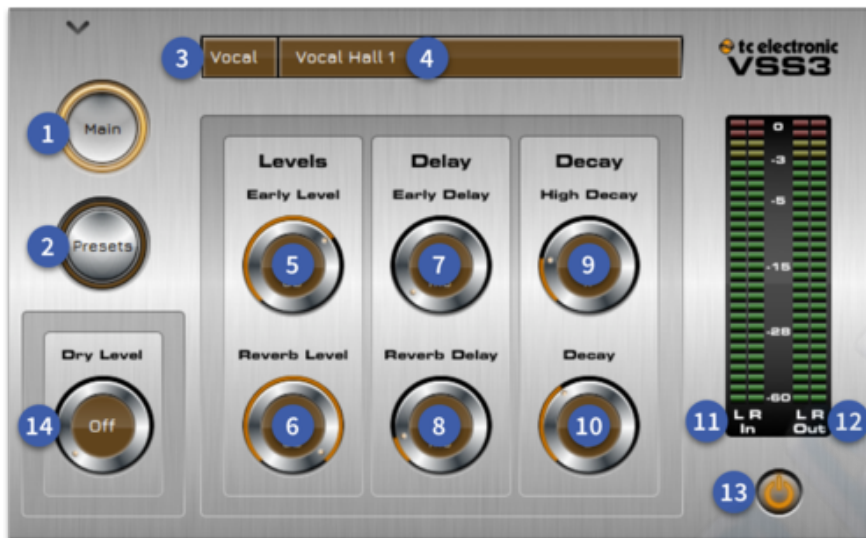 3 Vocal Vocal Hall 1 4
tc electronic
VSS3
1 Main
2 Presets
Levels Delay Decay
Early Level Early Delay High Decay
5 7 9
Reverb Level Reverb Delay Decay
6 8 10
Dry Level
14 Off
0
-3
-5
-15
-28
-60
11 L R L R 12
In Out
13